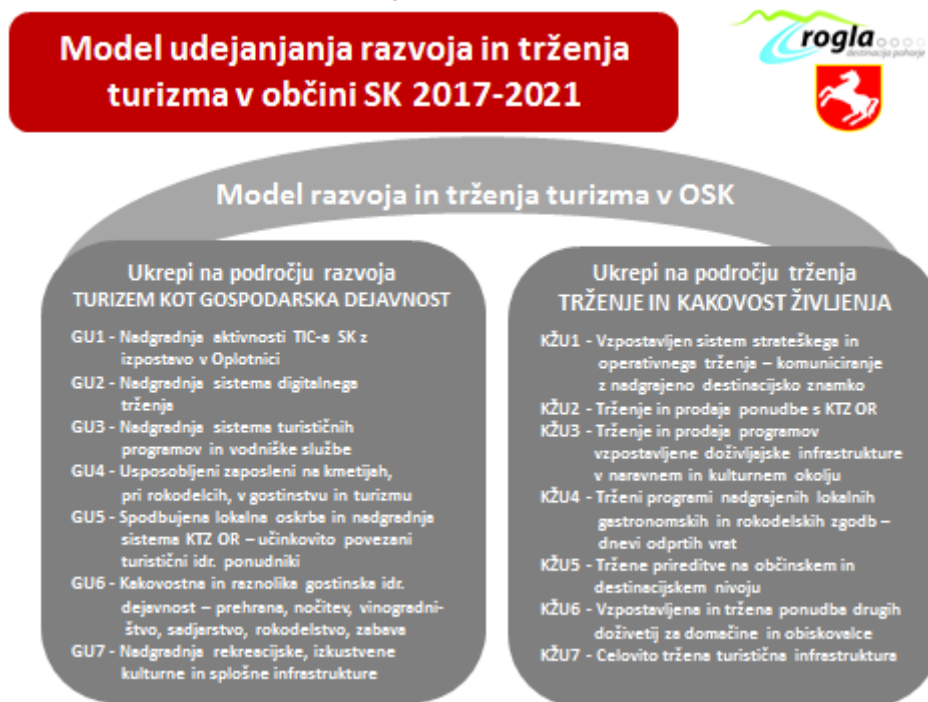 Model udejanjanja razvoja in trženja
turizma v občini SK 2017-2021
rogla
destinacija pohorje
Model razvoja in trženja turizma v OSK
Ukrepi na področju razvoja
TURIZEM KOT GOSPODARSKA DEJAVNOST
GU1 - Nadgradnja aktivnosti TIC-a SK z
izpostavo v Oplotnici
GU2 - Nadgradnja sistema digitalnega
trženja
GU3 - Nadgradnja sistema turističnih
programov in vodniške službe
GU4 - Usposobljeni zaposleni na kmetijah,
pri rokodelcih, v gostinstvu in turizmu
GU5 - Spodbujena lokalna oskrba in nadgradnja
sistema KTZ OR – učinkovito povezani
turistični idr. ponudniki
GU6 - Kakovostna in raznolika gostinska idr.
dejavnost – prehrana, nočitev, vinogradni-
štvo, sadjarstvo, rokodelstvo, zabava
GU7 - Nadgradnja rekreacijske, izkustvene
kulturne in splošne infrastrukture
Ukrepi na področju trženja
TRŽENJE IN KAKOVOST ŽIVLJENJA
KŽU1 - Vzpostavljen sistem strateškega in
operativnega trženja – komuniciranje
z nadgrajeno destinacijsko znamko
KŽU2 - Trženje in prodaja ponudbe s KTZ OR
KŽU3 - Trženje in prodaja programov
vzpostavljene doživljajske infrastrukture
v naravnem in kulturnem okolju
KŽU4 - Trženi programi nadgrajenih lokalnih
gastronomskih in rokodelskih zgodb –
dnevi odprtih vrat
KŽU5 - Tržene prireditve na občinskem in
destinacijskem nivoju
KŽU6 - Vzpostavljena in tržena ponudba drugih
doživetij za domačine in obiskovalce
KŽU7 - Celovito tržena turistična infrastruktura